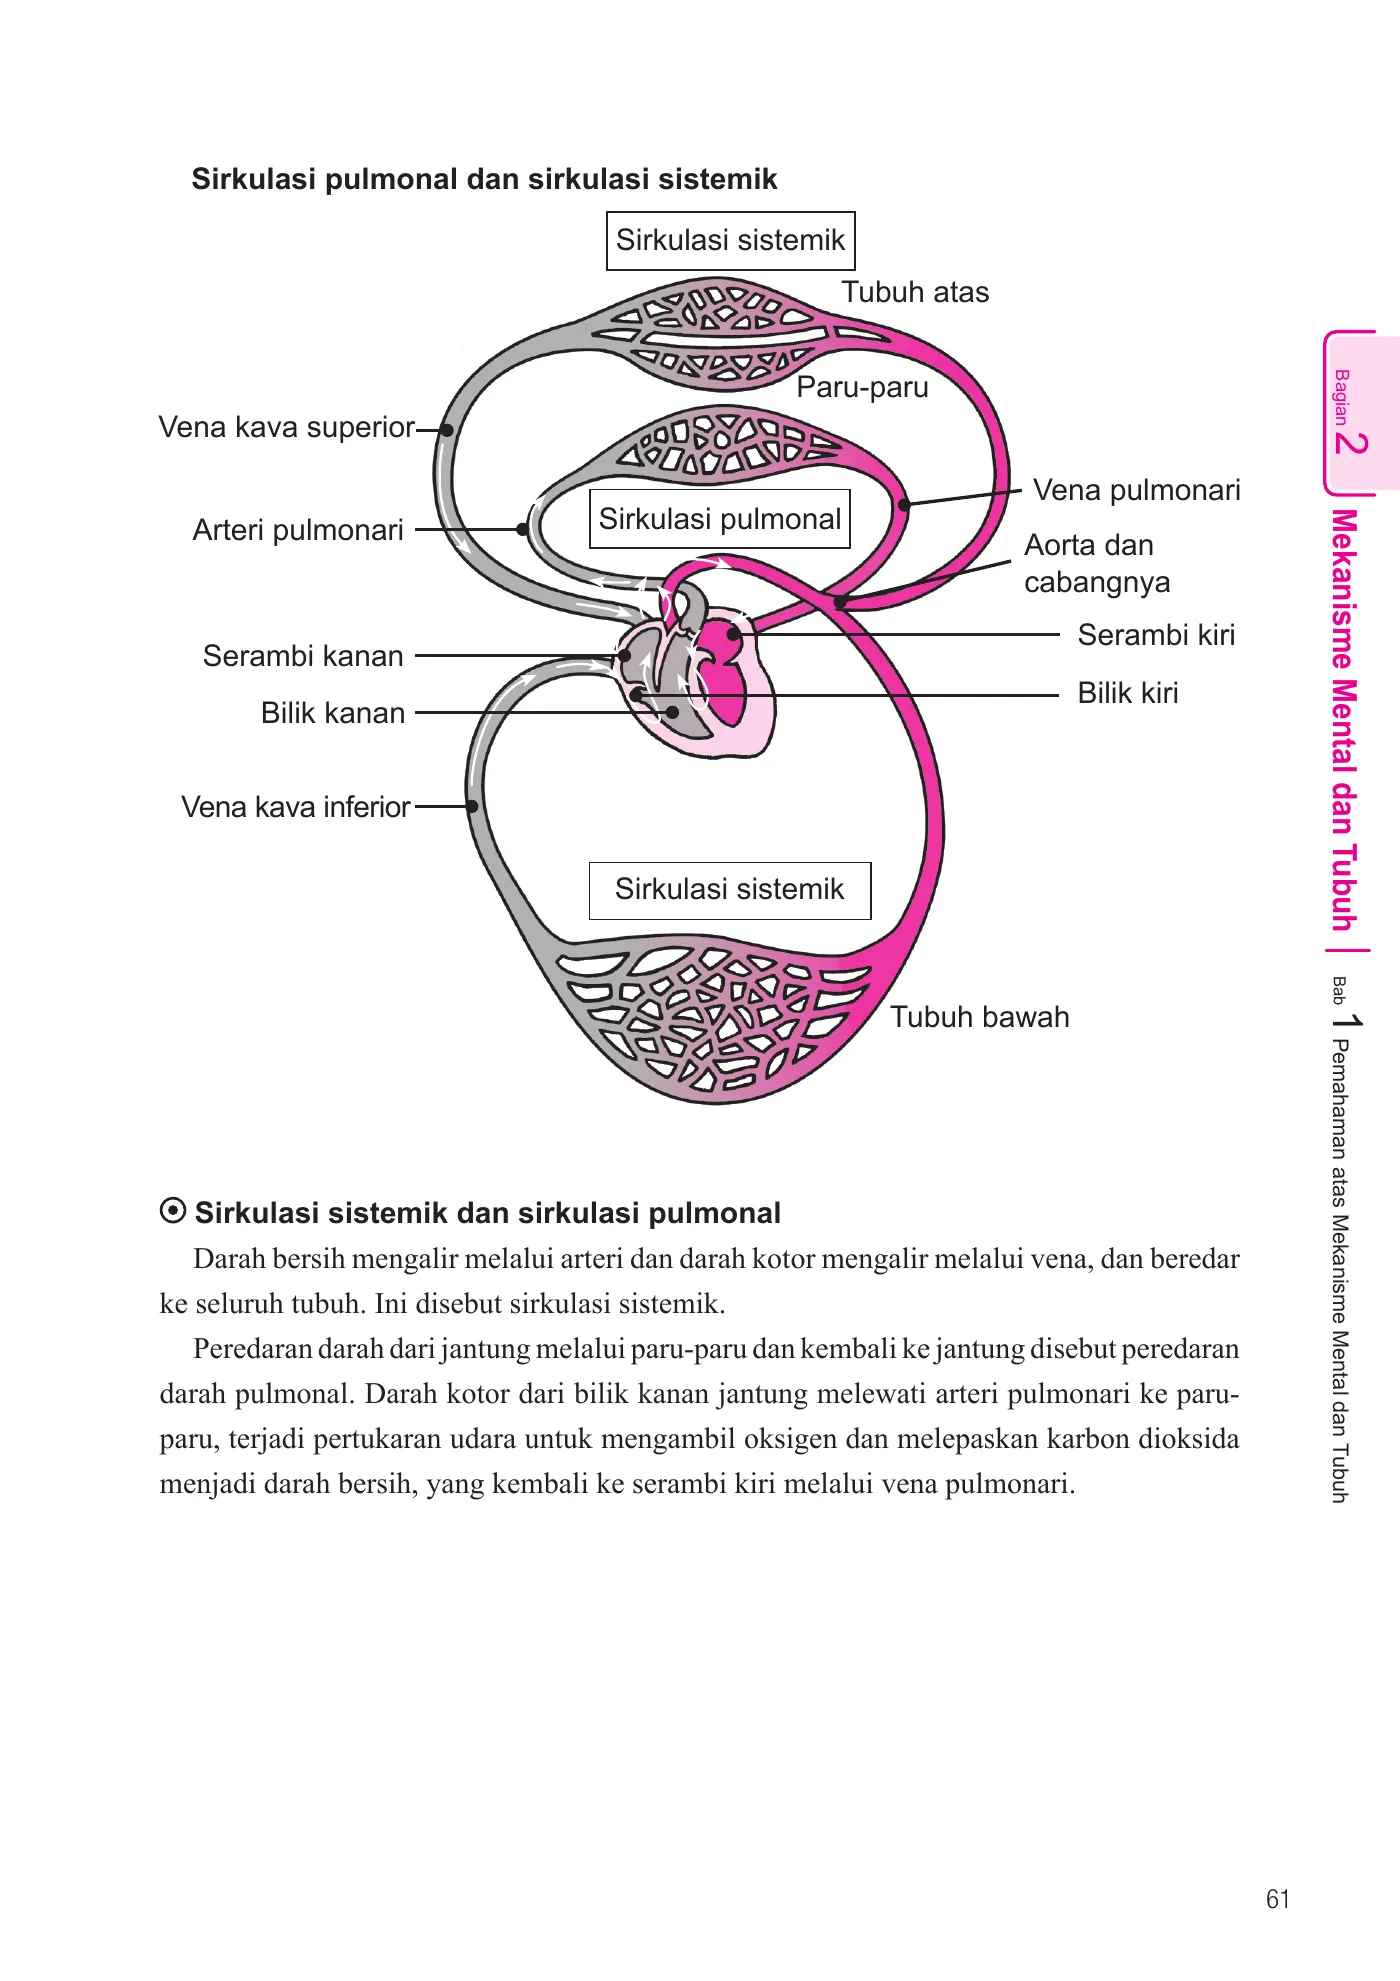 Sirkulasi pulmonal dan sirkulasi sistemik
Sirkulasi sistemik
Tubuh atas
Paru-paru
Vena kava superior
Vena pulmonari
Arteri pulmonari
Sirkulasi pulmonal
Aorta dan
cabangnya
Serambi kiri
Serambi kanan
Bilik kiri
Bilik kanan
Vena kava inferior
Sirkulasi sistemik
Tubuh bawah
Sirkulasi sistemik dan sirkulasi pulmonal
Darah bersih mengalir melalui arteri dan darah kotor mengalir melalui vena, dan beredar
ke seluruh tubuh. Ini disebut sirkulasi sistemik.
Peredaran darah dari jantung melalui paru-paru dan kembali ke jantung disebut peredaran
darah pulmonal. Darah kotor dari bilik kanan jantung melewati arteri pulmonari ke paru-
paru, terjadi pertukaran udara untuk mengambil oksigen dan melepaskan karbon dioksida
menjadi darah bersih, yang kembali ke serambi kiri melalui vena pulmonari.
Bagian 2 Mekanisme Mental dan Tubuh
Bab 1 Pemahaman atas Mekanisme Mental dan Tubuh
61